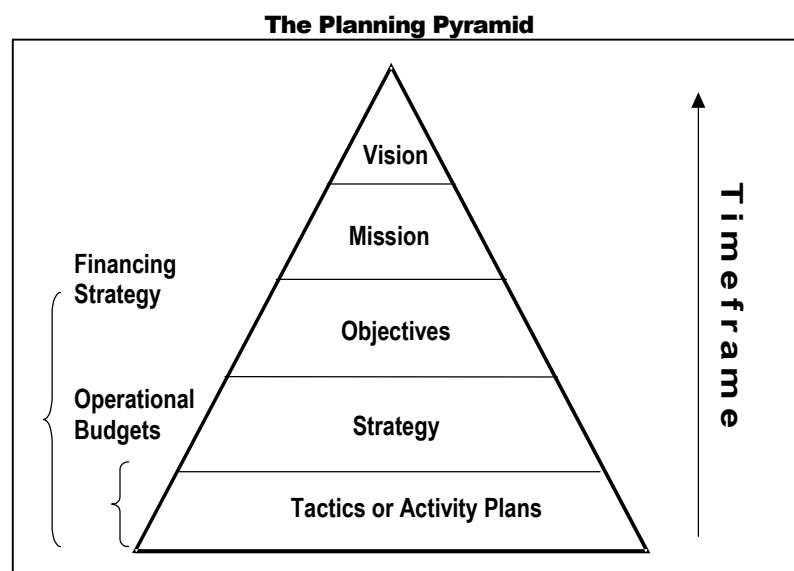 The Planning Pyramid
Vision
Mission
Financing
Strategy
Objectives
Operational
Budgets
Strategy
Tactics or Activity Plans
Timeframe